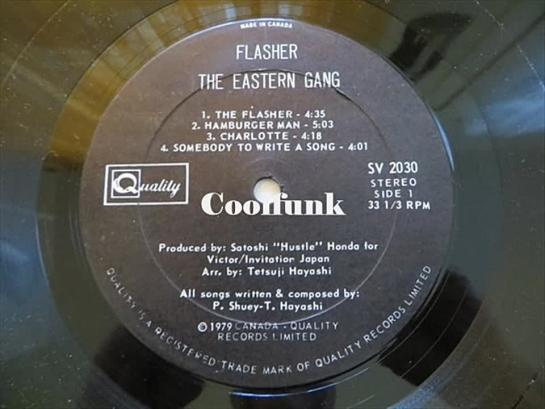 MADE IN CANADA
FLASHER
THE EASTERN GANG
1. THE FLASHER - 4:35
2. HAMBURGER MAN - 5:03
3. CHARLOTTE - 4:18
4. SOMEBODY TO WRITE A SONG - 4:01
Quality
SV 2030
STEREO
SIDE 1
33 1/3 RPM
Coolfunk
Produced by: Satoshi "Hustle" Honda for
Victor/Invitation Japan
Arr. by: Tetsuji Hayashi
All songs written & composed by:
P. Shuey-T. Hayashi
©1979 CANADA - QUALITY
RECORDS LIMITED
QUALITY IS A REGISTERED TRADE MARK OF QUALITY RECORDS LIMITED